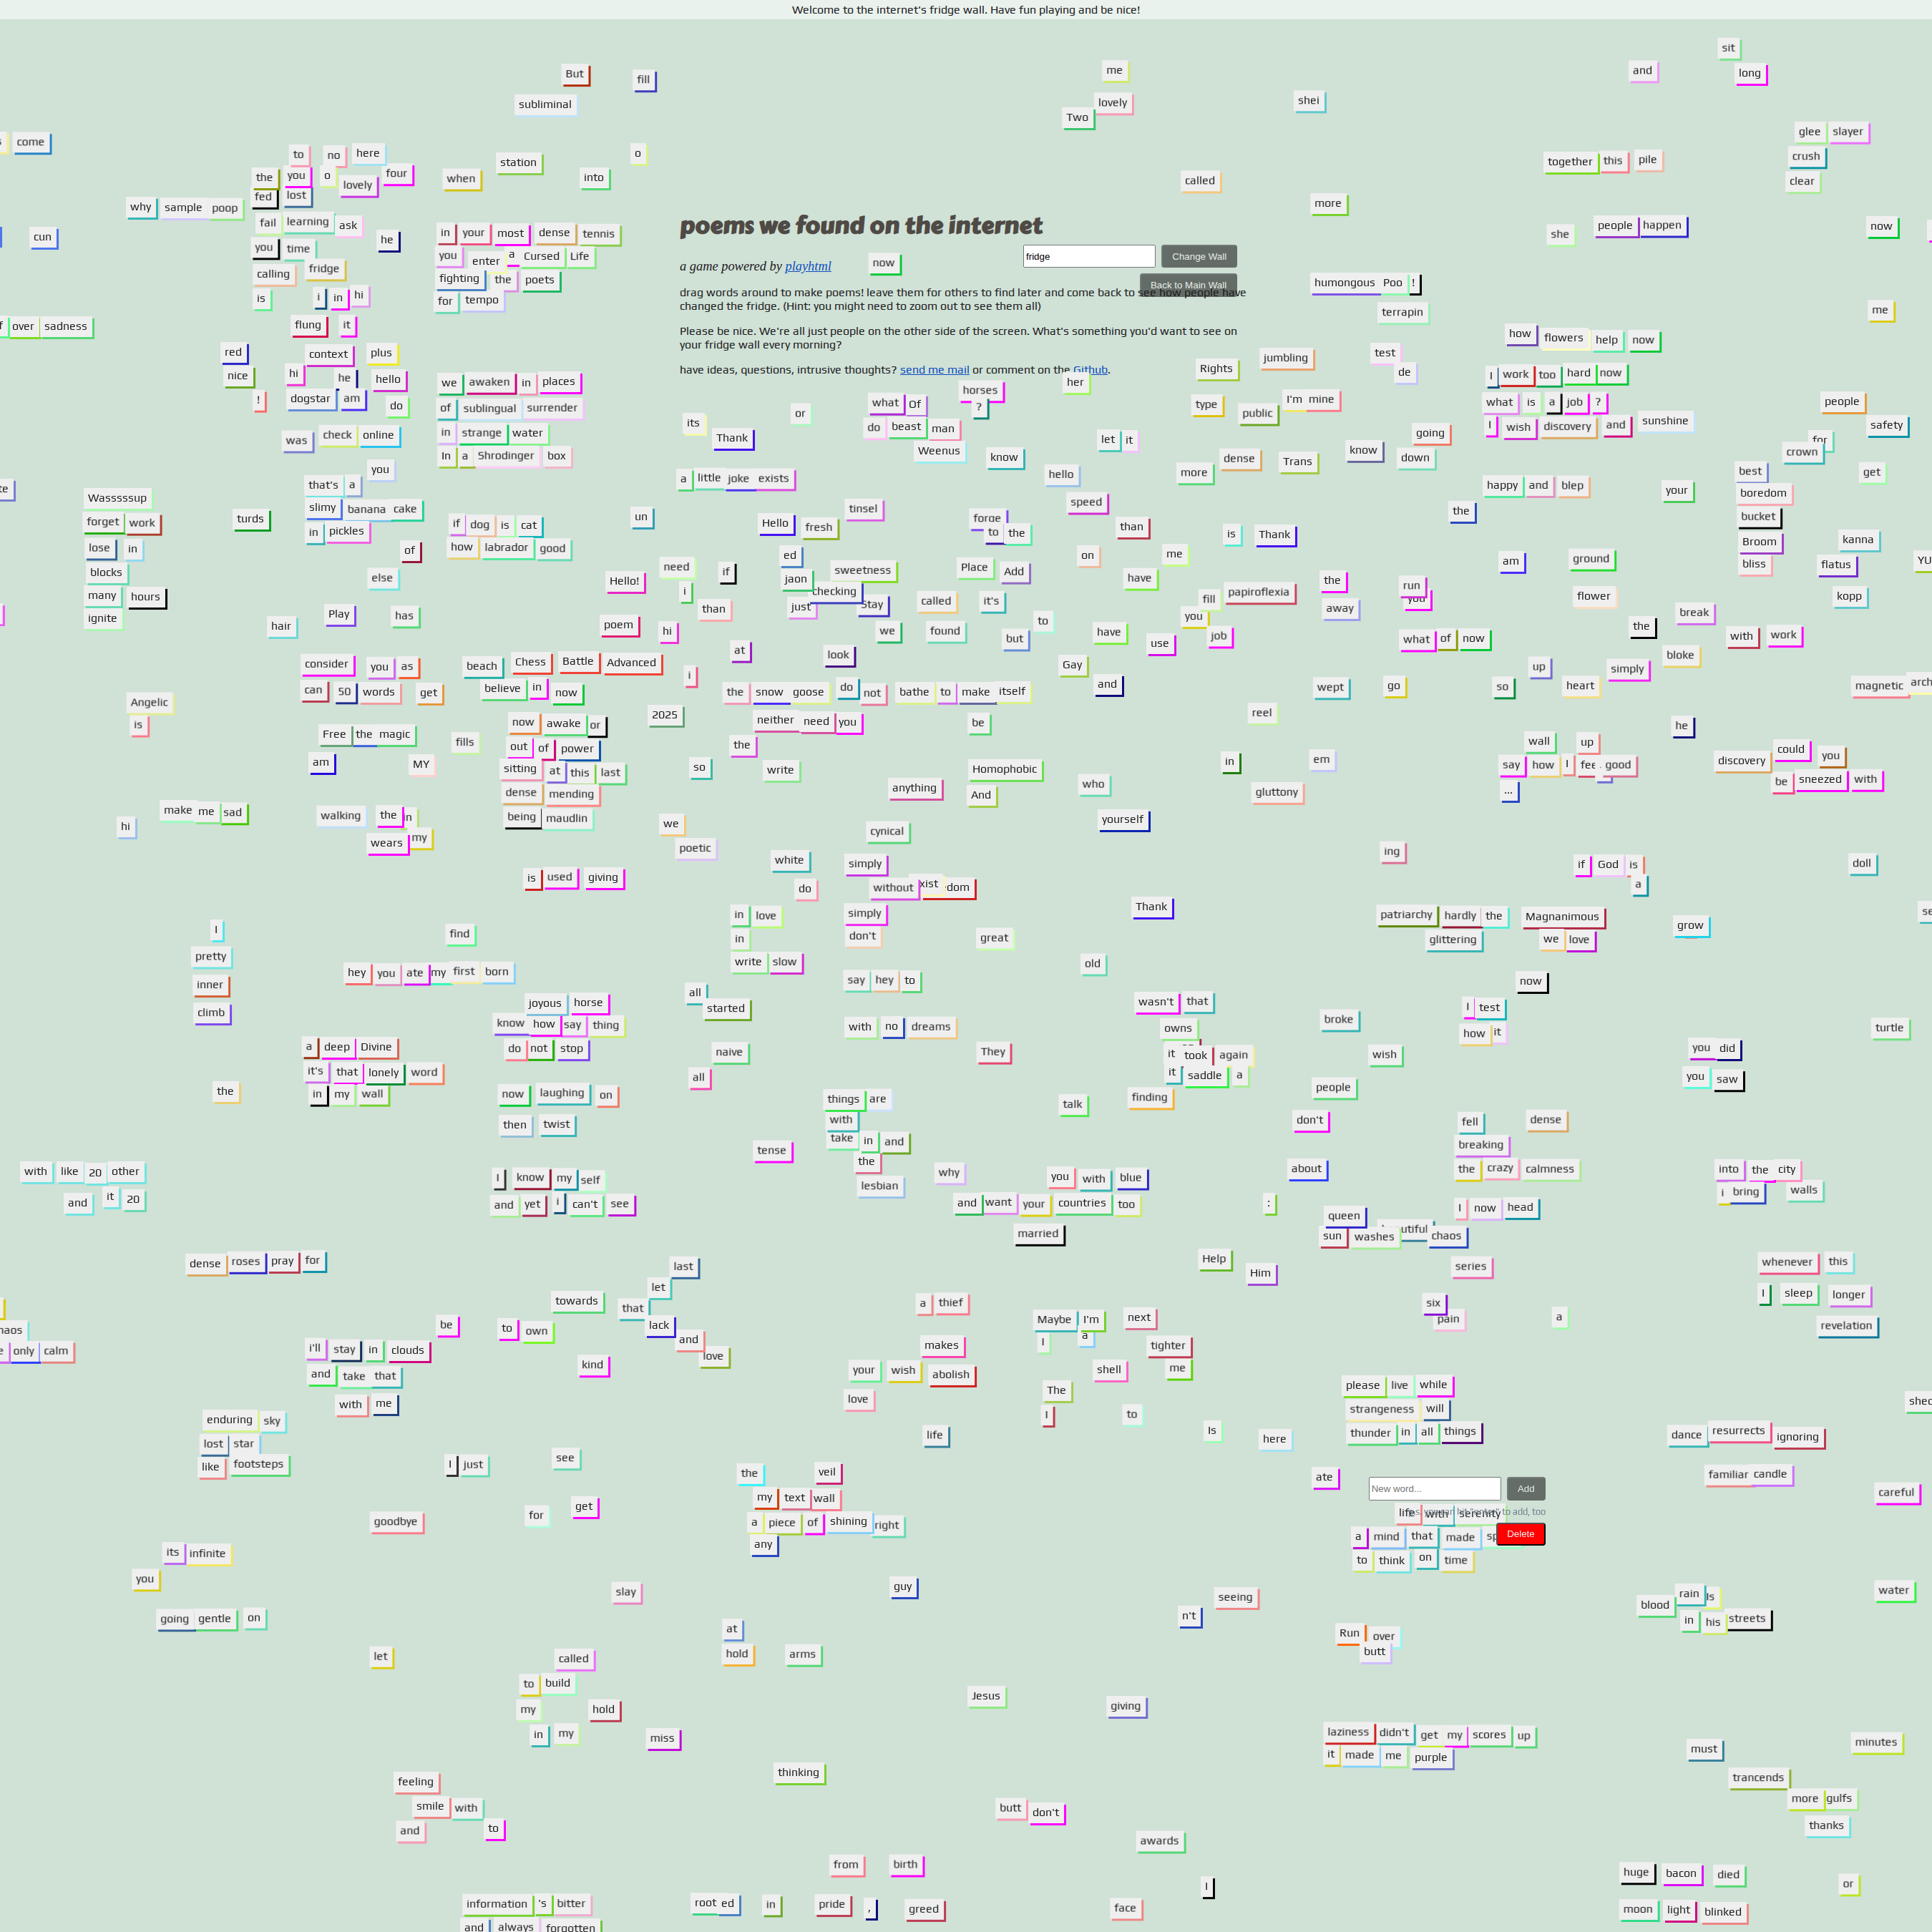 Welcome to the internet's fridge wall. Have fun playing and be nice!
sit
But
fill
me
and
long
subliminal
lovely
shei
Two
come
glee slayer
to no here
o
station
together this pile
crush
the you o lovely four
when
into
called
clear
fed lost
why sample poop
more
fail learning ask
poems we found on the internet
people happen
now
cun
he
in your most dense tennis
she
you time
you enter a Cursed Life
fridge
Change Wall
a game powered by playhtml
now
calling fridge
fighting the poets
Back to Main Wall
humongous Poo !
is
i in hi
for tempo
drag words around to make poems! leave them for others to find later and come back to see how people have
changed the fridge. (Hint: you might need to zoom out to see them all)
terrapin
me
over sadness
flung it
Please be nice. We're all just people on the other side of the screen. What's something you'd want to see on
your fridge wall every morning?
how flowers help now
red
context plus
jumbling
test
have ideas, questions, intrusive thoughts? send me mail or comment on the Github.
Rights
de
nice
hi he hello
we awaken in places
horses
her
I work too hard now
!
dogstar am do
of sublingual surrender
what Of
?
type public I'm mine
what is a job ?
people
its
or
do beast man
I wish discovery and sunshine
safety
was check online
in strange water
Thank
let it
going
for
In a Shrodinger box
Weenus
know
dense Trans
know down
crown
you
a little joke exists
hello
more
best
get
that's a
happy and blep
your
boredom
Wasssssup
slimy banana cake
tinsel
speed
the
bucket
forget work
turds
in pickles
if dog is cat
un
Hello fresh
forge
to the
than
is Thank
Broom
kanna
lose in
of
how labrador good
ed
on
me
am
ground
bliss
flatus
blocks
else
need
if
jaon
sweetness
Place Add
have
the
run
many hours
Hello!
i
checking
just
Stay
called it's
fill papiroflexia
flower
kopp
ignite
Play has
than
away
break
hair
poem
hi
we found but to
have
you
use job
what of now
the
with work
at
look
bloke
consider you as
beach Chess Battle Advanced
i
Gay
up
simply
can 50 words get
believe in now
the snow goose do not bathe to make itself
and
wept
go
so
heart
magnetic
Angelic
is
2025
neither need you
be
reel
he
Free the magic
fills
now awake or
the
wall up
could you
am
MY
out of power
so
write
Homophobic
in
em
say how I good
discovery
sitting at this last
anything
And
who
gluttony
...
be sneezed with
dense mending
make me sad
walking the
being maudlin
we
yourself
hi
wears my
poetic
cynical
ing
white
simply
if God is
doll
is used giving
do
without
a
in love
simply
Thank
patriarchy hardly the Magnanimous
I
find
in
don't
great
glittering we love
grow
pretty
write slow
old
hey you ate my first born
say hey to
now
inner
all
joyous horse
started
wasn't that
I test
climb
know how say thing
with no dreams
owns
broke
how it
turtle
a deep Divine
do not stop
naive
They
it took again
wish
you did
it's that lonely word
all
it saddle a
people
you saw
the
in my wall
now laughing on
things are
talk
finding
then twist
with
don't
fell
dense
take in and
breaking
tense
the
with like 20 other
lesbian
why
you with blue
about
the crazy calmness
into the city
and it 20
I know my self
i bring walls
and yet i can't see
and want your countries too
:
I now head
queen
married
sun washes chaos
dense roses pray for
Help
Him
series
whenever this
last
let
I sleep longer
towards
that
a thief
six
pain
a
be
to own
lack
Maybe I'm next
revelation
and
I a
only calm
i'll stay in clouds
love
makes
tighter
and take that
kind
your wish abolish
shell me
please live while
with me
love
The
strangeness will
enduring sky
I
to
thunder in all things
lost star
life
Is
here
dance resurrects ignoring
like footsteps
I just
see
the veil
ate
familiar candle
my text wall
New word...
Add
careful
goodbye
for get
a piece of shining right
life with serenity
any
a mind that made
Delete
its infinite
to think on time
you
slay
guy
seeing
water
rain
going gentle on
n't
blood
in his streets
at
Run over
let
called
hold arms
butt
to build
Jesus
my hold
giving
in my
miss
laziness didn't get my scores up
it made me purple
must
minutes
feeling
thinking
trancends
smile with
more gulfs
and to
butt don't
thanks
awards
from birth
huge bacon died
information 's bitter
root ed in pride , greed
face
I
or
moon light blinked
and always forgotten